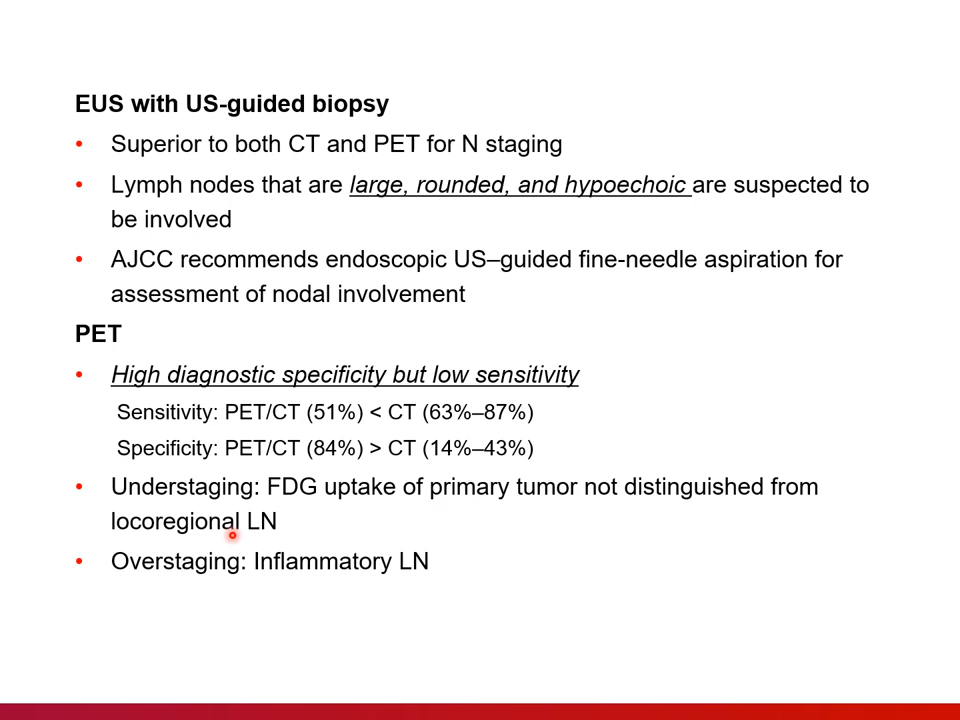 EUS with US-guided biopsy
• Superior to both CT and PET for N staging
• Lymph nodes that are large, rounded, and hypoechoic are suspected to
be involved
• AJCC recommends endoscopic US–guided fine-needle aspiration for
assessment of nodal involvement
PET
• High diagnostic specificity but low sensitivity
Sensitivity: PET/CT (51%) < CT (63%–87%)
Specificity: PET/CT (84%) > CT (14%–43%)
• Understaging: FDG uptake of primary tumor not distinguished from
locoregional LN
• Overstaging: Inflammatory LN